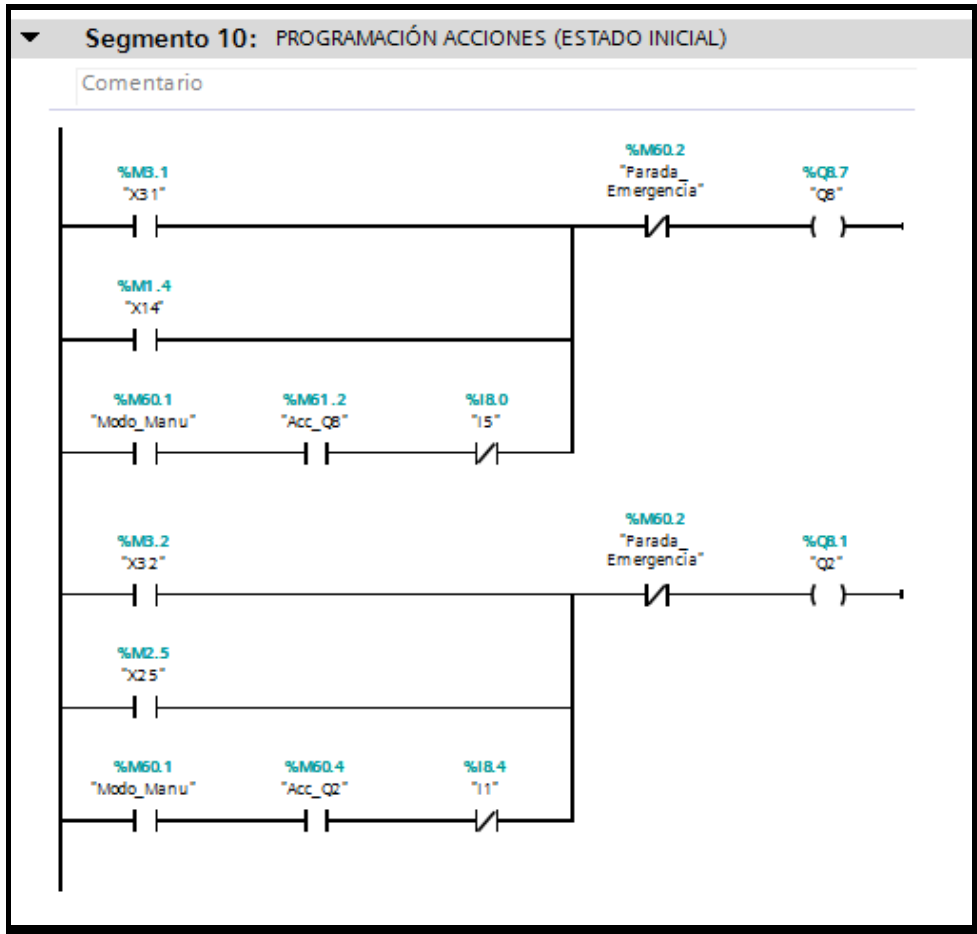 Segmento 10: PROGRAMACIÓN ACCIONES (ESTADO INICIAL)
Comentario
%M3.1
"X31"
%M60.2
"Parada_
Emergencia"
%Q8.7
"Q8"
%M1.4
"X14"
%M60.1
"Modo_Manu"
%M61.2
"Acc_Q8"
%I8.0
"I5"
%M3.2
"X32"
%M60.2
"Parada_
Emergencia"
%Q8.1
"Q2"
%M2.5
"X25"
%M60.1
"Modo_Manu"
%M60.4
"Acc_Q2"
%I8.4
"I1"